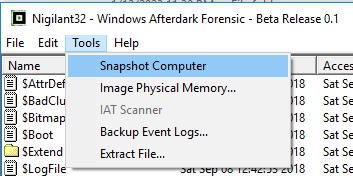 Nigilant32 - Windows Afterdark Forensic - Beta Release 0.1
File Edit Tools Help
Name Acces
Snapshot Computer
$AttrDef 2018 Sat Se
Image Physical Memory...
$BadClu 2018 Sat Se
IAT Scanner
$Bitmap 2018 Sat Se
Backup Event Logs...
$Boot 2018 Sat Se
Extract File...
$Extend 2018 Sat Se
$LogFile Sat Sep 08 12:42:53 2018 Sat Se